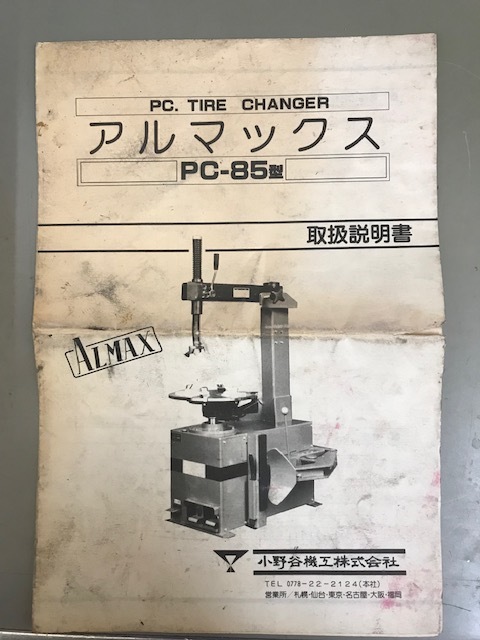 PC. TIRE CHANGER
アルマックス
PC-85型
取扱説明書
ALMAX
小野谷機工株式会社
TEL 0778-22-2124(本社)
営業所/札幌・仙台・東京・名古屋・大阪・福岡